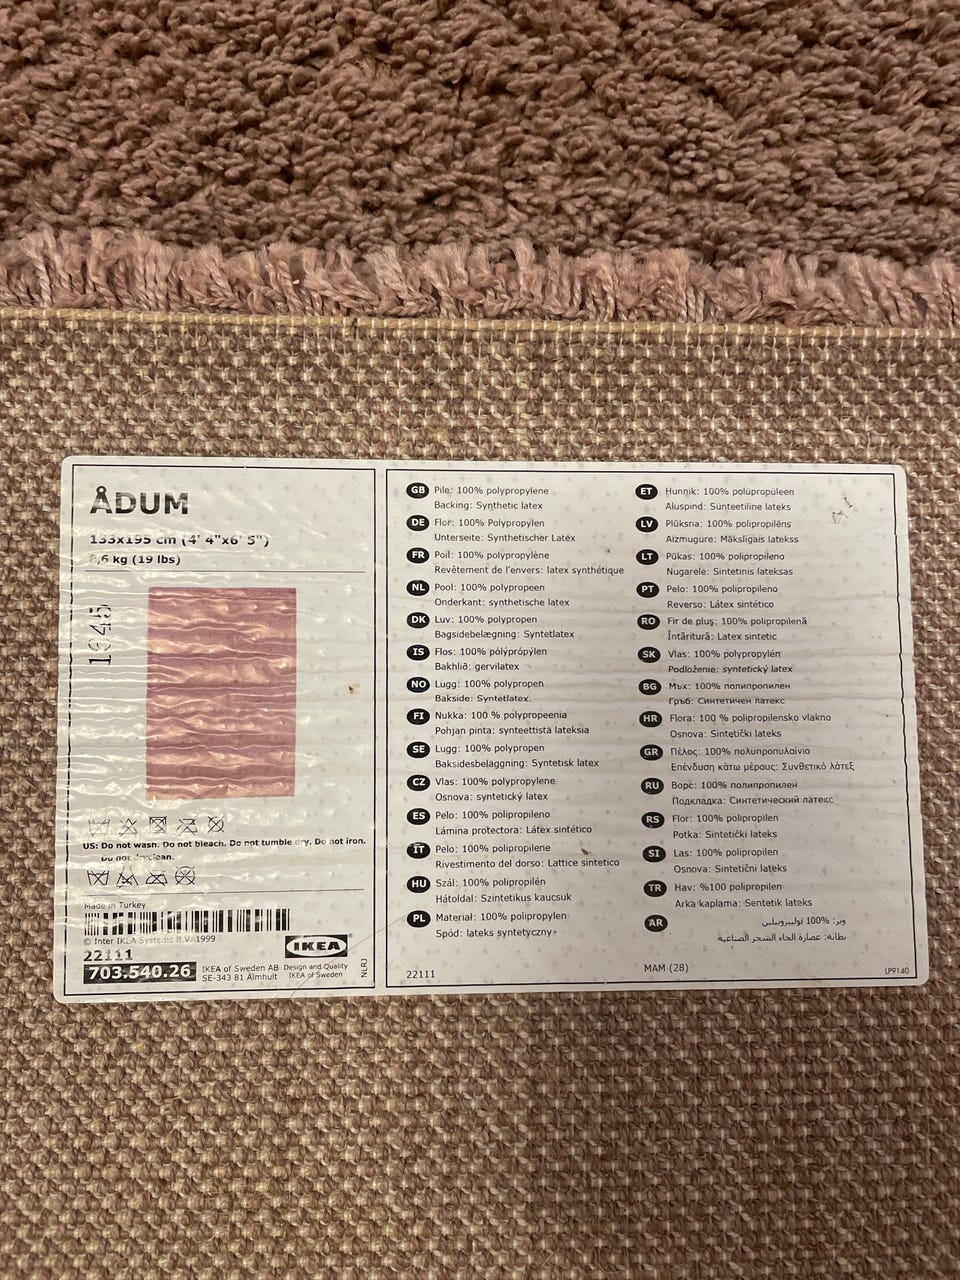 ÅDUM
133x195 cm (4' 4"x6' 5")
8,6 kg (19 lbs)
1945
US: Do not wash. Do not bleach. Do not tumble dry. Do not iron.
Do not dryclean.
Made in Turkey
© Inter IKEA Systems B.V. 1999
22111
703.540.26
IKEA of Sweden AB
SE-343 81 Älmhult
IKEA®
Design and Quality
IKEA of Sweden
NLR3
GB Pile: 100% polypropylene
Backing: Synthetic latex
DE Flor: 100% Polypropylen
Unterseite: Synthetischer Latex
FR Poil: 100% polypropylène
Revêtement de l'envers: latex synthétique
NL Pool: 100% polypropeen
Onderkant: synthetische latex
DK Luv: 100% polypropen
Bagsidebelægning: Syntetlatex
IS Flos: 100% pólýprópýlen
Bakhlið: gervilatex
NO Lugg: 100% polypropen
Bakside: Syntetlatex.
FI Nukka: 100 % polypropeenia
Pohjan pinta: synteettistä lateksia
SE Lugg: 100% polypropen
Baksidesbeläggning: Syntetisk latex
CZ Vlas: 100% polypropylene
Osnova: syntetický latex
ES Pelo: 100% polipropileno
Lámina protectora: Látex sintético
IT Pelo: 100% polipropilene
Rivestimento del dorso: Lattice sintetico
HU Szál: 100% polipropilén
Hátoldal: Szintetikus kaucsuk
PL Material: 100% polipropylen
Spód: lateks syntetyczny
22111
ET Hunnik: 100% polüpropüleen
Aluspind: Sünteetiline lateks
LV Plūksna: 100% polipropilēns
Aizmugure: Mākslīgais latekss
LT Pūkas: 100% polipropileno
Nugarėlė: Sintetinis lateksas
PT Pelo: 100% polipropileno
Reverso: Látex sintético
RO Fir de pluş: 100% polipropilenă
Întăritură: Latex sintetic
SK Vlas: 100% polypropylén
Podloženie: syntetický latex
BG Мъх: 100% полипропилен
Гръб: Синтетичен латекс
HR Flora: 100 % polipropilensko vlakno
Osnova: Sintetički lateks
GR Πέλος: 100% πολυπροπυλαίνιο
Επένδυση κάτω μέρους: Συνθετικό λάτεξ
RU Ворс: 100% полипропилен
Подкладка: Синтетический латекс
RS Flor: 100% polipropilen
Potka: Sintetički lateks
SI Las: 100% polipropilen
Osnova: Sintetični lateks
TR Hav: %100 polipropilen
Arka kaplama: Sentetik lateks
AR وبر: 100% بوليبروبيلين
بطانة: عصارة لحاء الشجر الصناعية
MAM (28)
LP9140